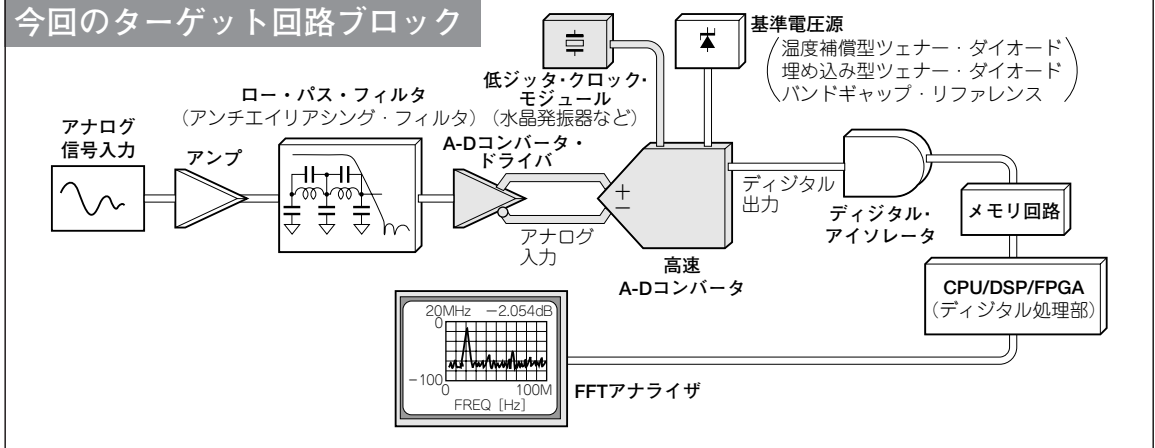 今回のターゲット回路ブロック
基準電圧源
温度補償型ツェナー・ダイオード
埋め込み型ツェナー・ダイオード
バンドギャップ・リファレンス
低ジッタ・クロック・
モジュール
(水晶発振器など)
ロー・パス・フィルタ
(アンチエイリアシング・フィルタ)
アナログ
信号入力
アンプ
A-Dコンバータ・
ドライバ
+
−
アナログ
入力
高速
A-Dコンバータ
ディジタル
出力
ディジタル・
アイソレータ
メモリ回路
CPU/DSP/FPGA
(ディジタル処理部)
20MHz −2.054dB
0
−100
0
100M
FREQ [Hz]
FFTアナライザ